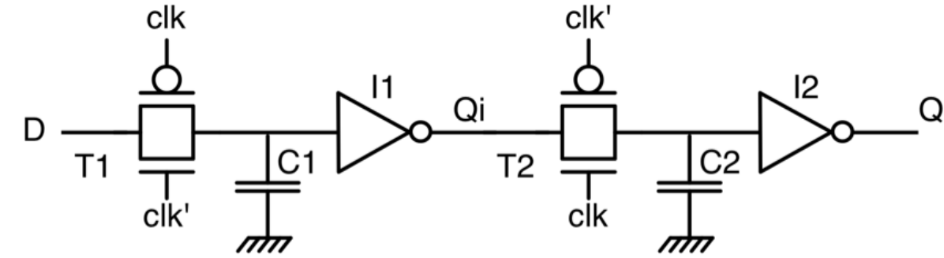 clk clk'
I1 I2
D Qi Q
T1 C1 T2 C2
clk' clk